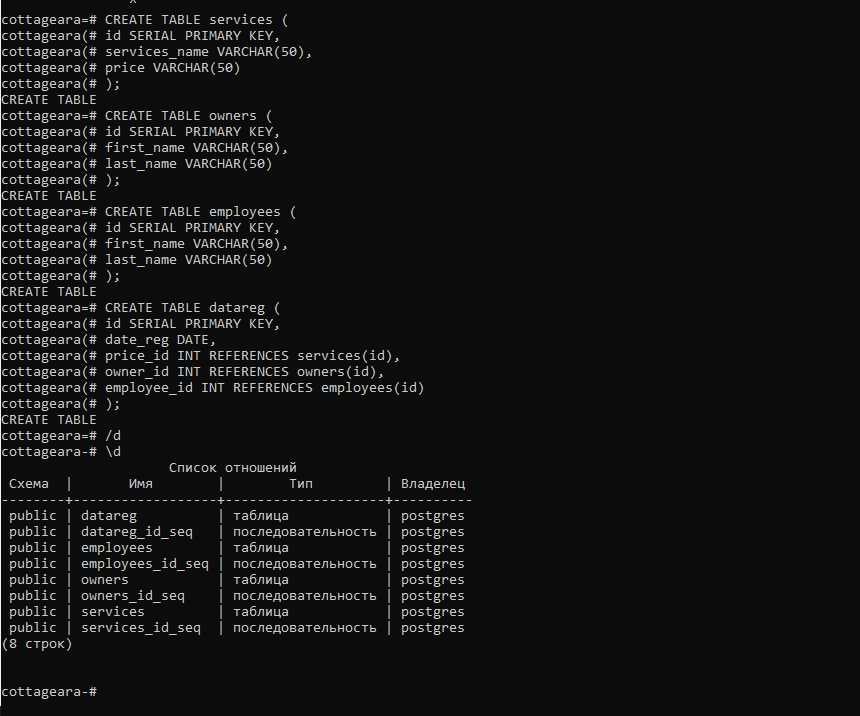 cottageara=# CREATE TABLE services (
cottageara(# id SERIAL PRIMARY KEY,
cottageara(# services_name VARCHAR(50),
cottageara(# price VARCHAR(50)
cottageara(# );
CREATE TABLE
cottageara=# CREATE TABLE owners (
cottageara(# id SERIAL PRIMARY KEY,
cottageara(# first_name VARCHAR(50),
cottageara(# last_name VARCHAR(50)
cottageara(# );
CREATE TABLE
cottageara=# CREATE TABLE employees (
cottageara(# id SERIAL PRIMARY KEY,
cottageara(# first_name VARCHAR(50),
cottageara(# last_name VARCHAR(50)
cottageara(# );
CREATE TABLE
cottageara=# CREATE TABLE datareg (
cottageara(# id SERIAL PRIMARY KEY,
cottageara(# date_reg DATE,
cottageara(# price_id INT REFERENCES services(id),
cottageara(# owner_id INT REFERENCES owners(id),
cottageara(# employee_id INT REFERENCES employees(id)
cottageara(# );
CREATE TABLE
cottageara=# /d
cottageara-# \d
                     Список отношений
 Схема  |       Имя        |        Тип         | Владелец
--------+------------------+--------------------+----------
 public | datareg          | таблица            | postgres
 public | datareg_id_seq   | последовательность | postgres
 public | employees        | таблица            | postgres
 public | employees_id_seq | последовательность | postgres
 public | owners           | таблица            | postgres
 public | owners_id_seq    | последовательность | postgres
 public | services         | таблица            | postgres
 public | services_id_seq  | последовательность | postgres
(8 строк)
cottageara-#